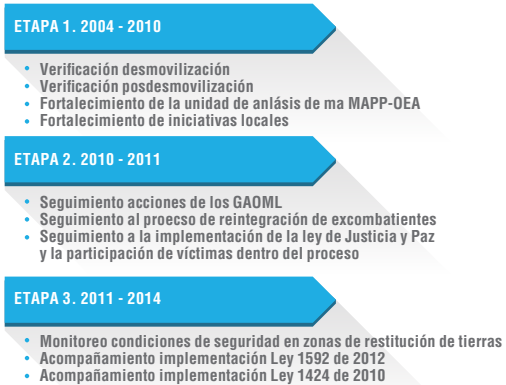 ETAPA 1. 2004 - 2010
• Verificación desmovilización
• Verificación posdesmovilización
• Fortalecimiento de la unidad de anlásis de ma MAPP-OEA
• Fortalecimiento de iniciativas locales
ETAPA 2. 2010 - 2011
• Seguimiento acciones de los GAOML
• Seguimiento al proecso de reintegración de excombatientes
• Seguimiento a la implementación de la ley de Justicia y Paz
y la participación de víctimas dentro del proceso
ETAPA 3. 2011 - 2014
• Monitoreo condiciones de seguridad en zonas de restitución de tierras
• Acompañamiento implementación Ley 1592 de 2012
• Acompañamiento implementación Ley 1424 de 2010